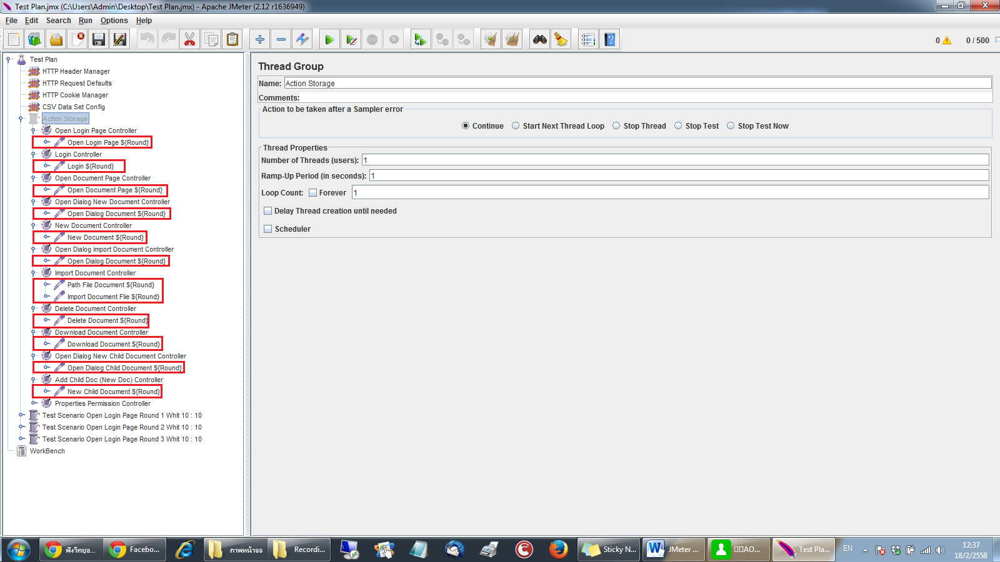 Test Plan.jmx (C:\Users\Admin\Desktop\Test Plan.jmx) - Apache JMeter (2.12 r1636949)
File Edit Search Run Options Help
0 0 / 500
Test Plan
HTTP Header Manager
HTTP Request Defaults
HTTP Cookie Manager
CSV Data Set Config
Action Storage
Open Login Page Controller
Open Login Page ${Round}
Login Controller
Login ${Round}
Open Document Page Controller
Open Document Page ${Round}
Open Dialog New Document Controller
Open Dialog Document ${Round}
New Document Controller
New Document ${Round}
Open Dialog import Document Controller
Open Dialog Document ${Round}
Import Document Controller
Path File Document ${Round}
Import Document Flie ${Round}
Delete Document Controller
Delete Document ${Round}
Download Document Controller
Download Document ${Round}
Open Dialog New Child Document Controller
Open Dialog Child Document ${Round}
Add Child Doc (New Doc) Controller
New Child Document ${Round}
Properties Permission Controller
Test Scenario Open Login Page Round 1 Whit 10 : 10
Test Scenario Open Login Page Round 2 Whit 10 : 10
Test Scenario Open Login Page Round 3 Whit 10 : 10
WorkBench
Thread Group
Name: Action Storage
Comments:
Action to be taken after a Sampler error
Continue Start Next Thread Loop Stop Thread Stop Test Stop Test Now
Thread Properties
Number of Threads (users): 1
Ramp-Up Period (in seconds): 1
Loop Count: Forever 1
Delay Thread creation until needed
Scheduler
ฟังวิทยุอ... Facebo... ภาพหน้าจอ Recordi... Sticky N... JMeter ... AO... Test Pla... EN
12:37
18/2/2558